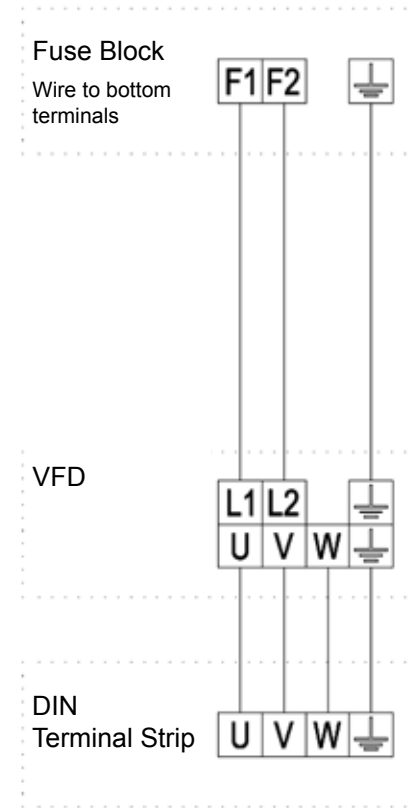 Fuse Block
Wire to bottom
terminals
F1 F2
VFD
L1 L2
U V W
DIN
Terminal Strip
U V W